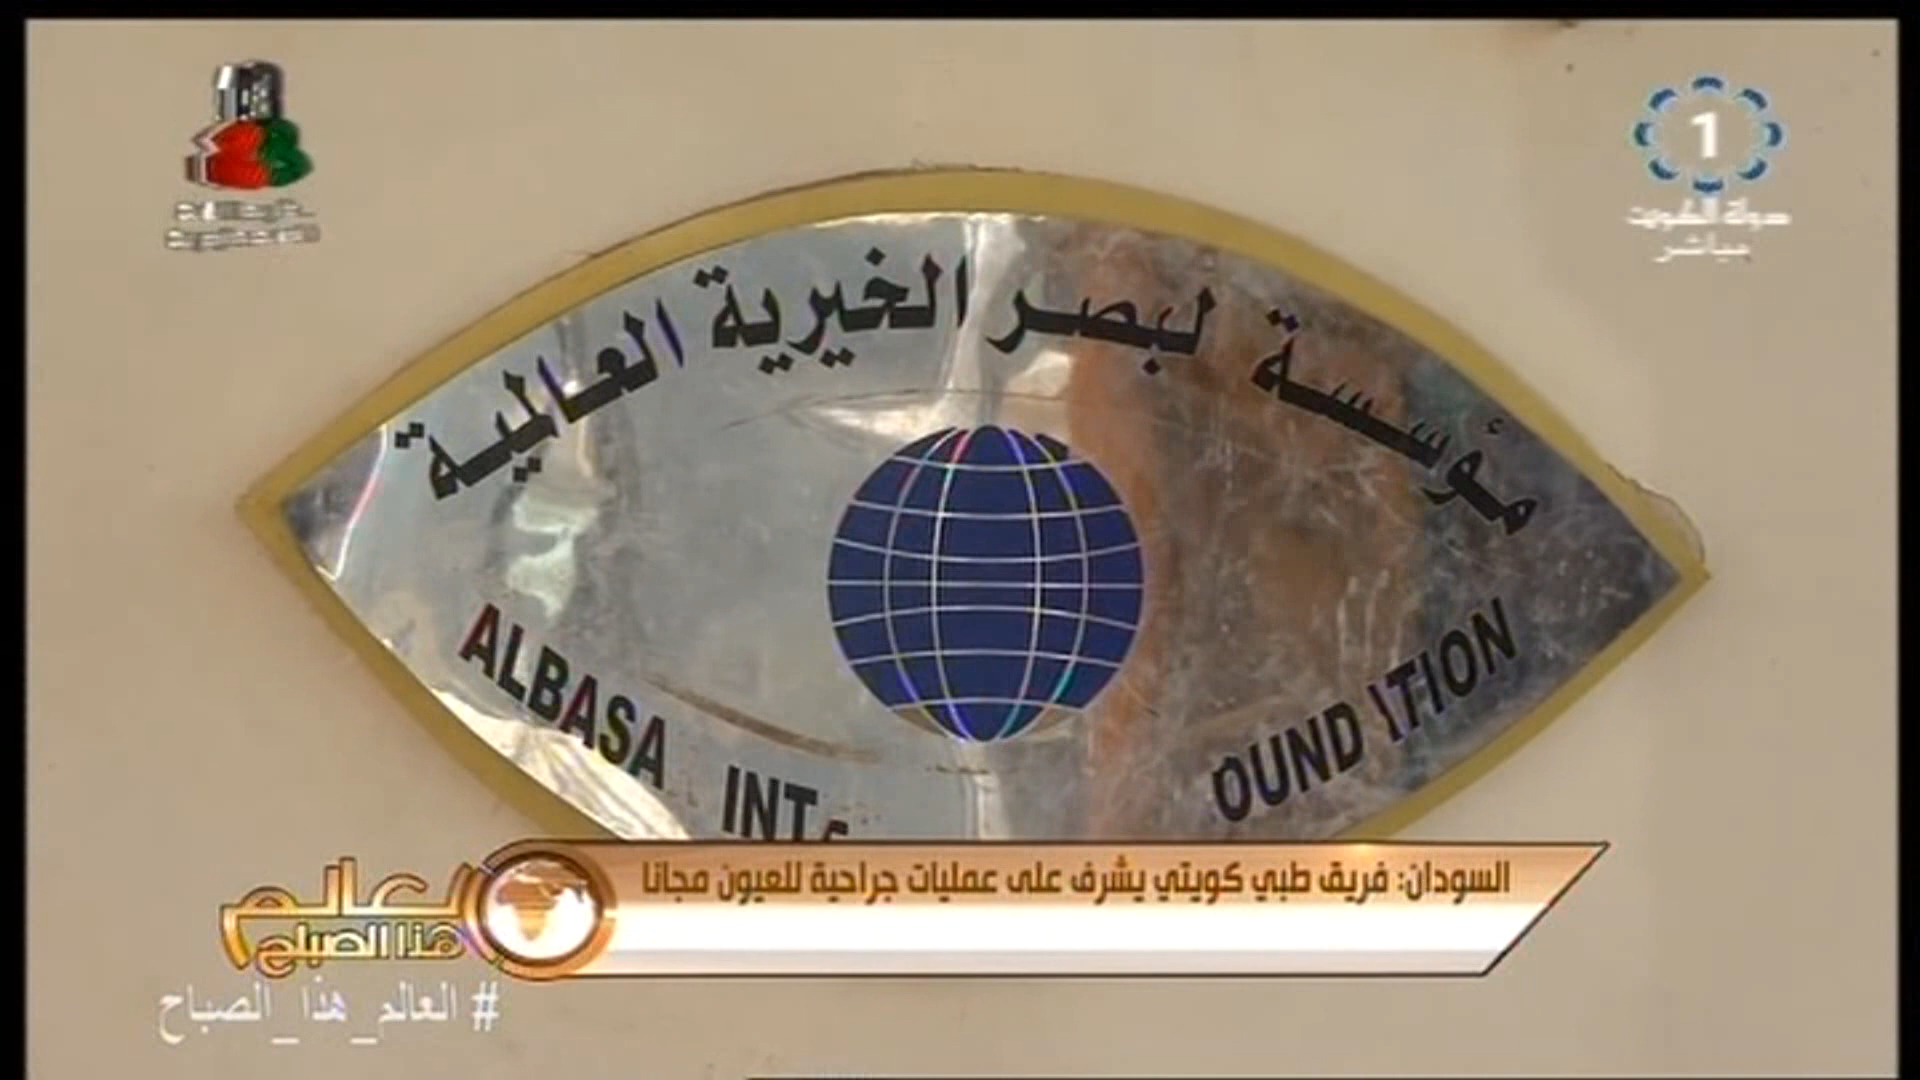 1
دولة الكويت
مباشر
مؤسسة لبصر الخيرية العالمية
ALBASA INT OUND TION
السودان: فريق طبي كويتي يشرف على عمليات جراحية للعيون مجانا
العالم
هذا الصباح
# العالم_هذا_الصباح